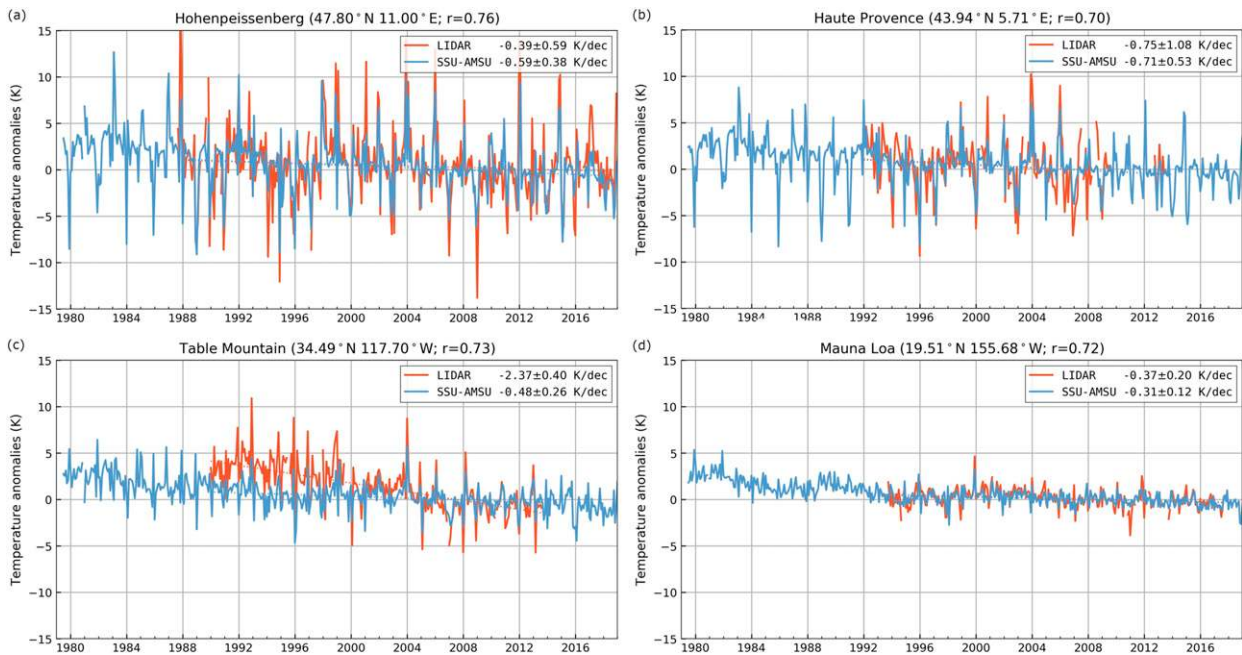 (a)
Hohenpeissenberg (47.80°N 11.00°E; r=0.76)
LIDAR -0.39±0.59 K/dec
SSU-AMSU -0.59±0.38 K/dec
Temperature anomalies (K)
15
10
5
0
−5
−10
−15
1980 1984 1988 1992 1996 2000 2004 2008 2012 2016
(b)
Haute Provence (43.94°N 5.71°E; r=0.70)
LIDAR -0.75±1.08 K/dec
SSU-AMSU -0.71±0.53 K/dec
Temperature anomalies (K)
15
10
5
0
−5
−10
−15
1980 1984 1988 1992 1996 2000 2004 2008 2012 2016
(c)
Table Mountain (34.49°N 117.70°W; r=0.73)
LIDAR -2.37±0.40 K/dec
SSU-AMSU -0.48±0.26 K/dec
Temperature anomalies (K)
15
10
5
0
−5
−10
−15
1980 1984 1988 1992 1996 2000 2004 2008 2012 2016
(d)
Mauna Loa (19.51°N 155.68°W; r=0.72)
LIDAR -0.37±0.20 K/dec
SSU-AMSU -0.31±0.12 K/dec
Temperature anomalies (K)
15
10
5
0
−5
−10
−15
1980 1984 1988 1992 1996 2000 2004 2008 2012 2016